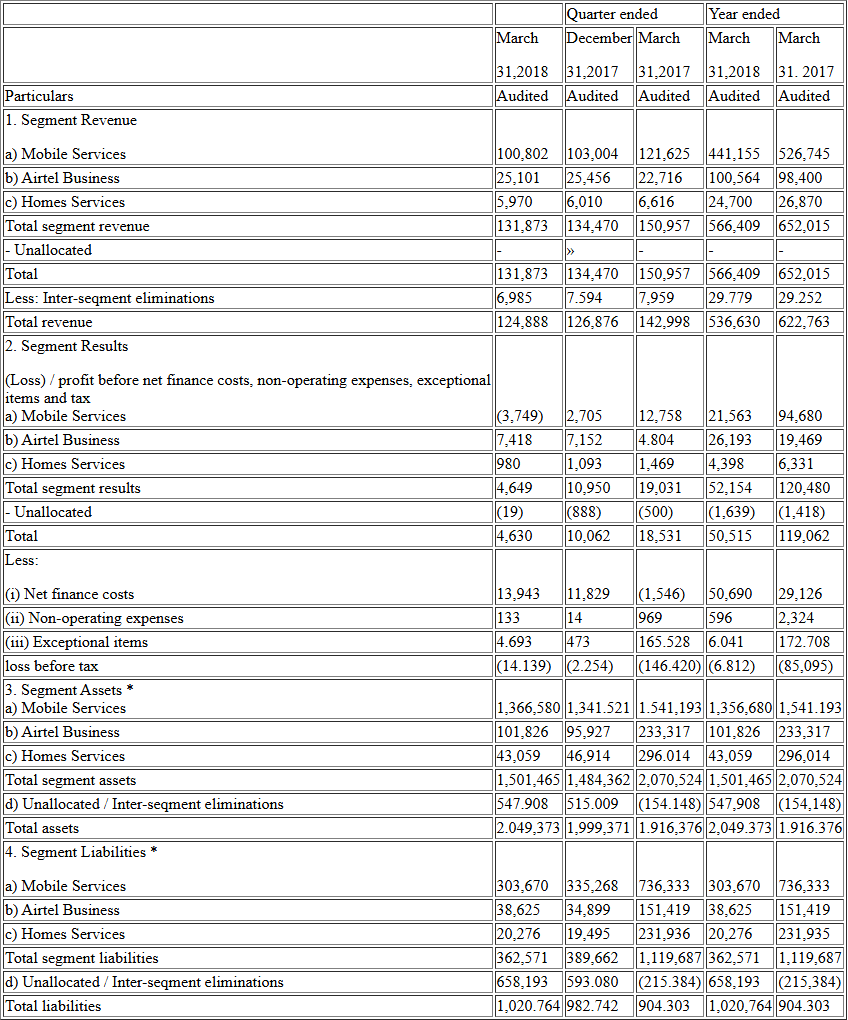 Quarter ended Year ended
March December March March March
31,2018 31,2017 31,2017 31,2018 31. 2017
Particulars Audited Audited Audited Audited Audited
1. Segment Revenue
a) Mobile Services 100,802 103,004 121,625 441,155 526,745
b) Airtel Business 25,101 25,456 22,716 100,564 98,400
c) Homes Services 5,970 6,010 6,616 24,700 26,870
Total segment revenue 131,873 134,470 150,957 566,409 652,015
- Unallocated - » - - -
Total 131,873 134,470 150,957 566,409 652,015
Less: Inter-seqment eliminations 6,985 7.594 7,959 29.779 29.252
Total revenue 124,888 126,876 142,998 536,630 622,763
2. Segment Results
(Loss) / profit before net finance costs, non-operating expenses, exceptional
items and tax
a) Mobile Services (3,749) 2,705 12,758 21,563 94,680
b) Airtel Business 7,418 7,152 4.804 26,193 19,469
c) Homes Services 980 1,093 1,469 4,398 6,331
Total segment results 4,649 10,950 19,031 52,154 120,480
- Unallocated (19) (888) (500) (1,639) (1,418)
Total 4,630 10,062 18,531 50,515 119,062
Less:
(i) Net finance costs 13,943 11,829 (1,546) 50,690 29,126
(ii) Non-operating expenses 133 14 969 596 2,324
(iii) Exceptional items 4.693 473 165.528 6.041 172.708
loss before tax (14.139) (2.254) (146.420) (6.812) (85,095)
3. Segment Assets *
a) Mobile Services 1,366,580 1,341.521 1.541,193 1,356,680 1,541.193
b) Airtel Business 101,826 95,927 233,317 101,826 233,317
c) Homes Services 43,059 46,914 296.014 43,059 296,014
Total segment assets 1,501,465 1,484,362 2,070,524 1,501,465 2,070,524
d) Unallocated / Inter-seqment eliminations 547.908 515.009 (154.148) 547,908 (154,148)
Total assets 2.049,373 1,999,371 1.916,376 2,049.373 1.916.376
4. Segment Liabilities *
a) Mobile Services 303,670 335,268 736,333 303,670 736,333
b) Airtel Business 38,625 34,899 151,419 38,625 151,419
c) Homes Services 20,276 19,495 231,936 20,276 231,935
Total segment liabilities 362,571 389,662 1,119,687 362,571 1,119,687
d) Unallocated / Inter-seqment eliminations 658,193 593.080 (215.384) 658,193 (215,384)
Total liabilities 1,020.764 982.742 904.303 1,020,764 904.303